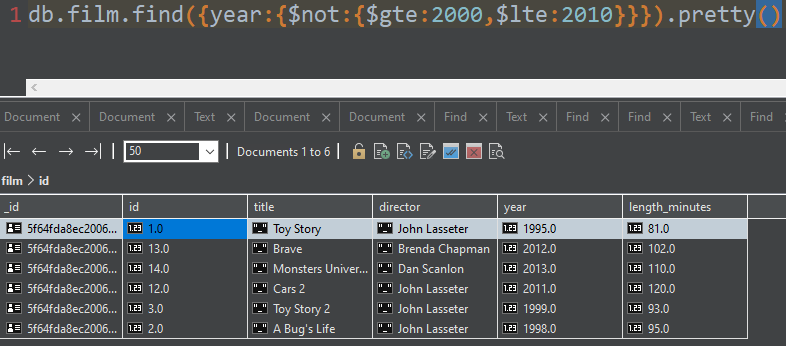 1 db.film.find({year:{$not:{$gte:2000,$lte:2010}}}).pretty()
Document × Document × Text × Document × Document × Find × Text × Find × Find × Text × Find
50 Documents 1 to 6
film > id
_id id title director year length_minutes
5f64fda8ec2006... 1.0 Toy Story John Lasseter 1995.0 81.0
5f64fda8ec2006... 13.0 Brave Brenda Chapman 2012.0 102.0
5f64fda8ec2006... 14.0 Monsters Univer... Dan Scanlon 2013.0 110.0
5f64fda8ec2006... 12.0 Cars 2 John Lasseter 2011.0 120.0
5f64fda8ec2006... 3.0 Toy Story 2 John Lasseter 1999.0 93.0
5f64fda8ec2006... 2.0 A Bug's Life John Lasseter 1998.0 95.0